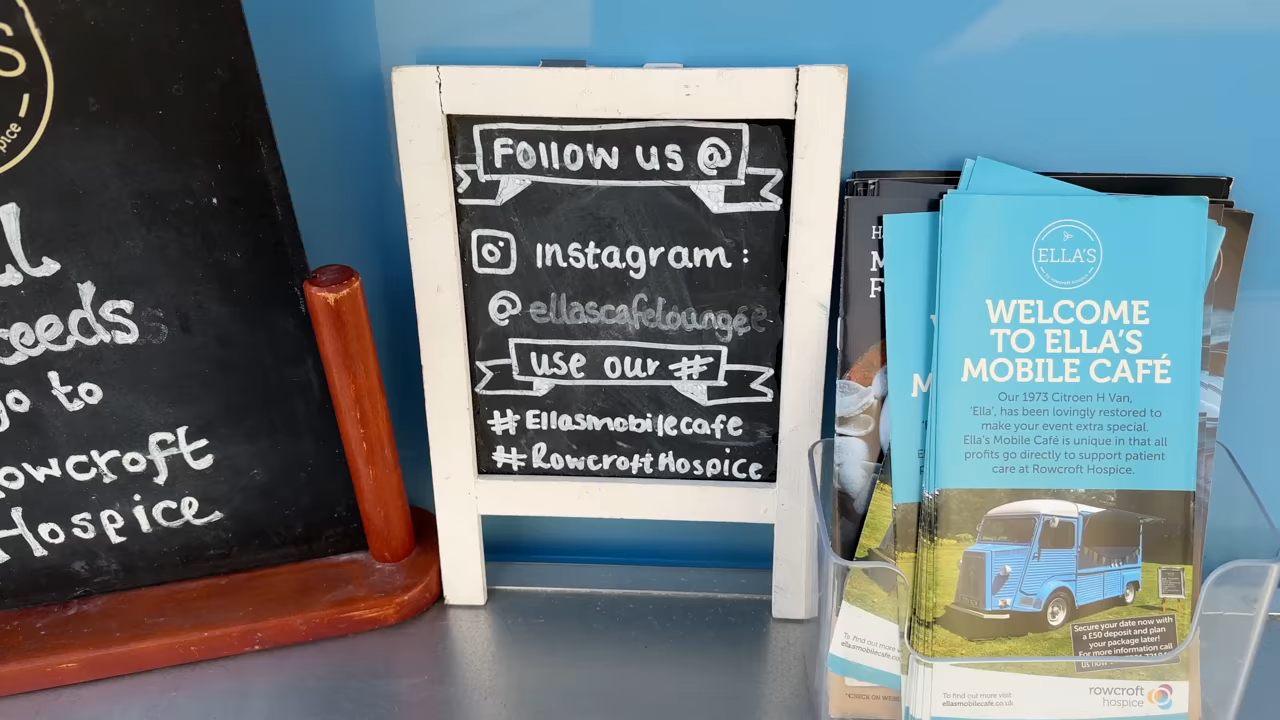 Follow us @
Instagram :
@ellascafelounge
use our #
#Ellasmobilecafe
#RowcroftHospice
go to
Hospice
ELLA'S
WELCOME
TO ELLA'S
MOBILE CAFÉ
Our 1973 Citroen H Van,
'Ella', has been lovingly restored to
make your event extra special.
Ella's Mobile Café is unique in that all
profits go directly to support patient
care at Rowcroft Hospice.
Secure your date now with
a £50 deposit and plan
your package later!
For more information call
To find out more visit
ellasmobilecafe.co.uk
rowcroft
hospice
To find out more